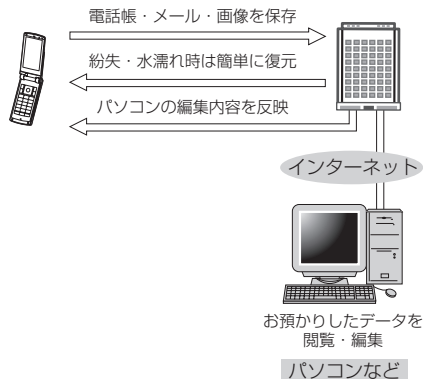 電話帳・メール・画像を保存
紛失・水濡れ時は簡単に復元
パソコンの編集内容を反映
インターネット
お預かりしたデータを
閲覧・編集
パソコンなど